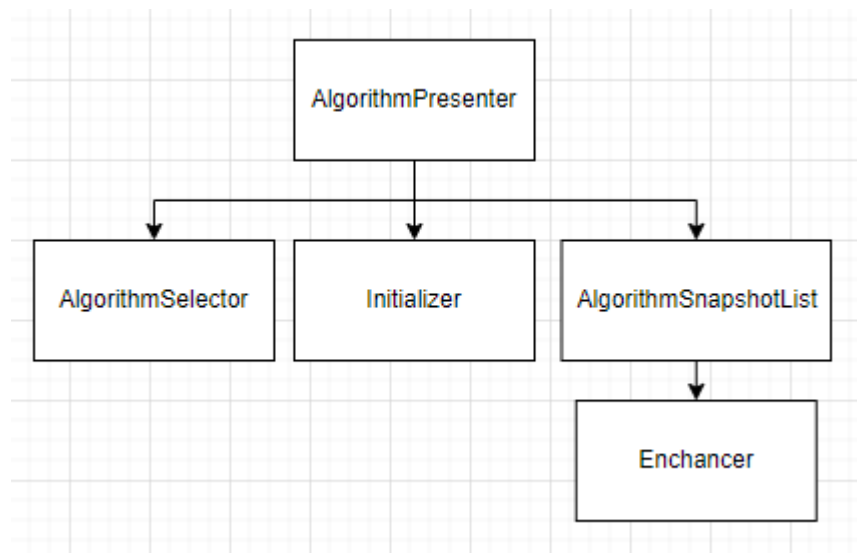 AlgorithmPresenter
AlgorithmSelector
Initializer
AlgorithmSnapshotList
Enchancer